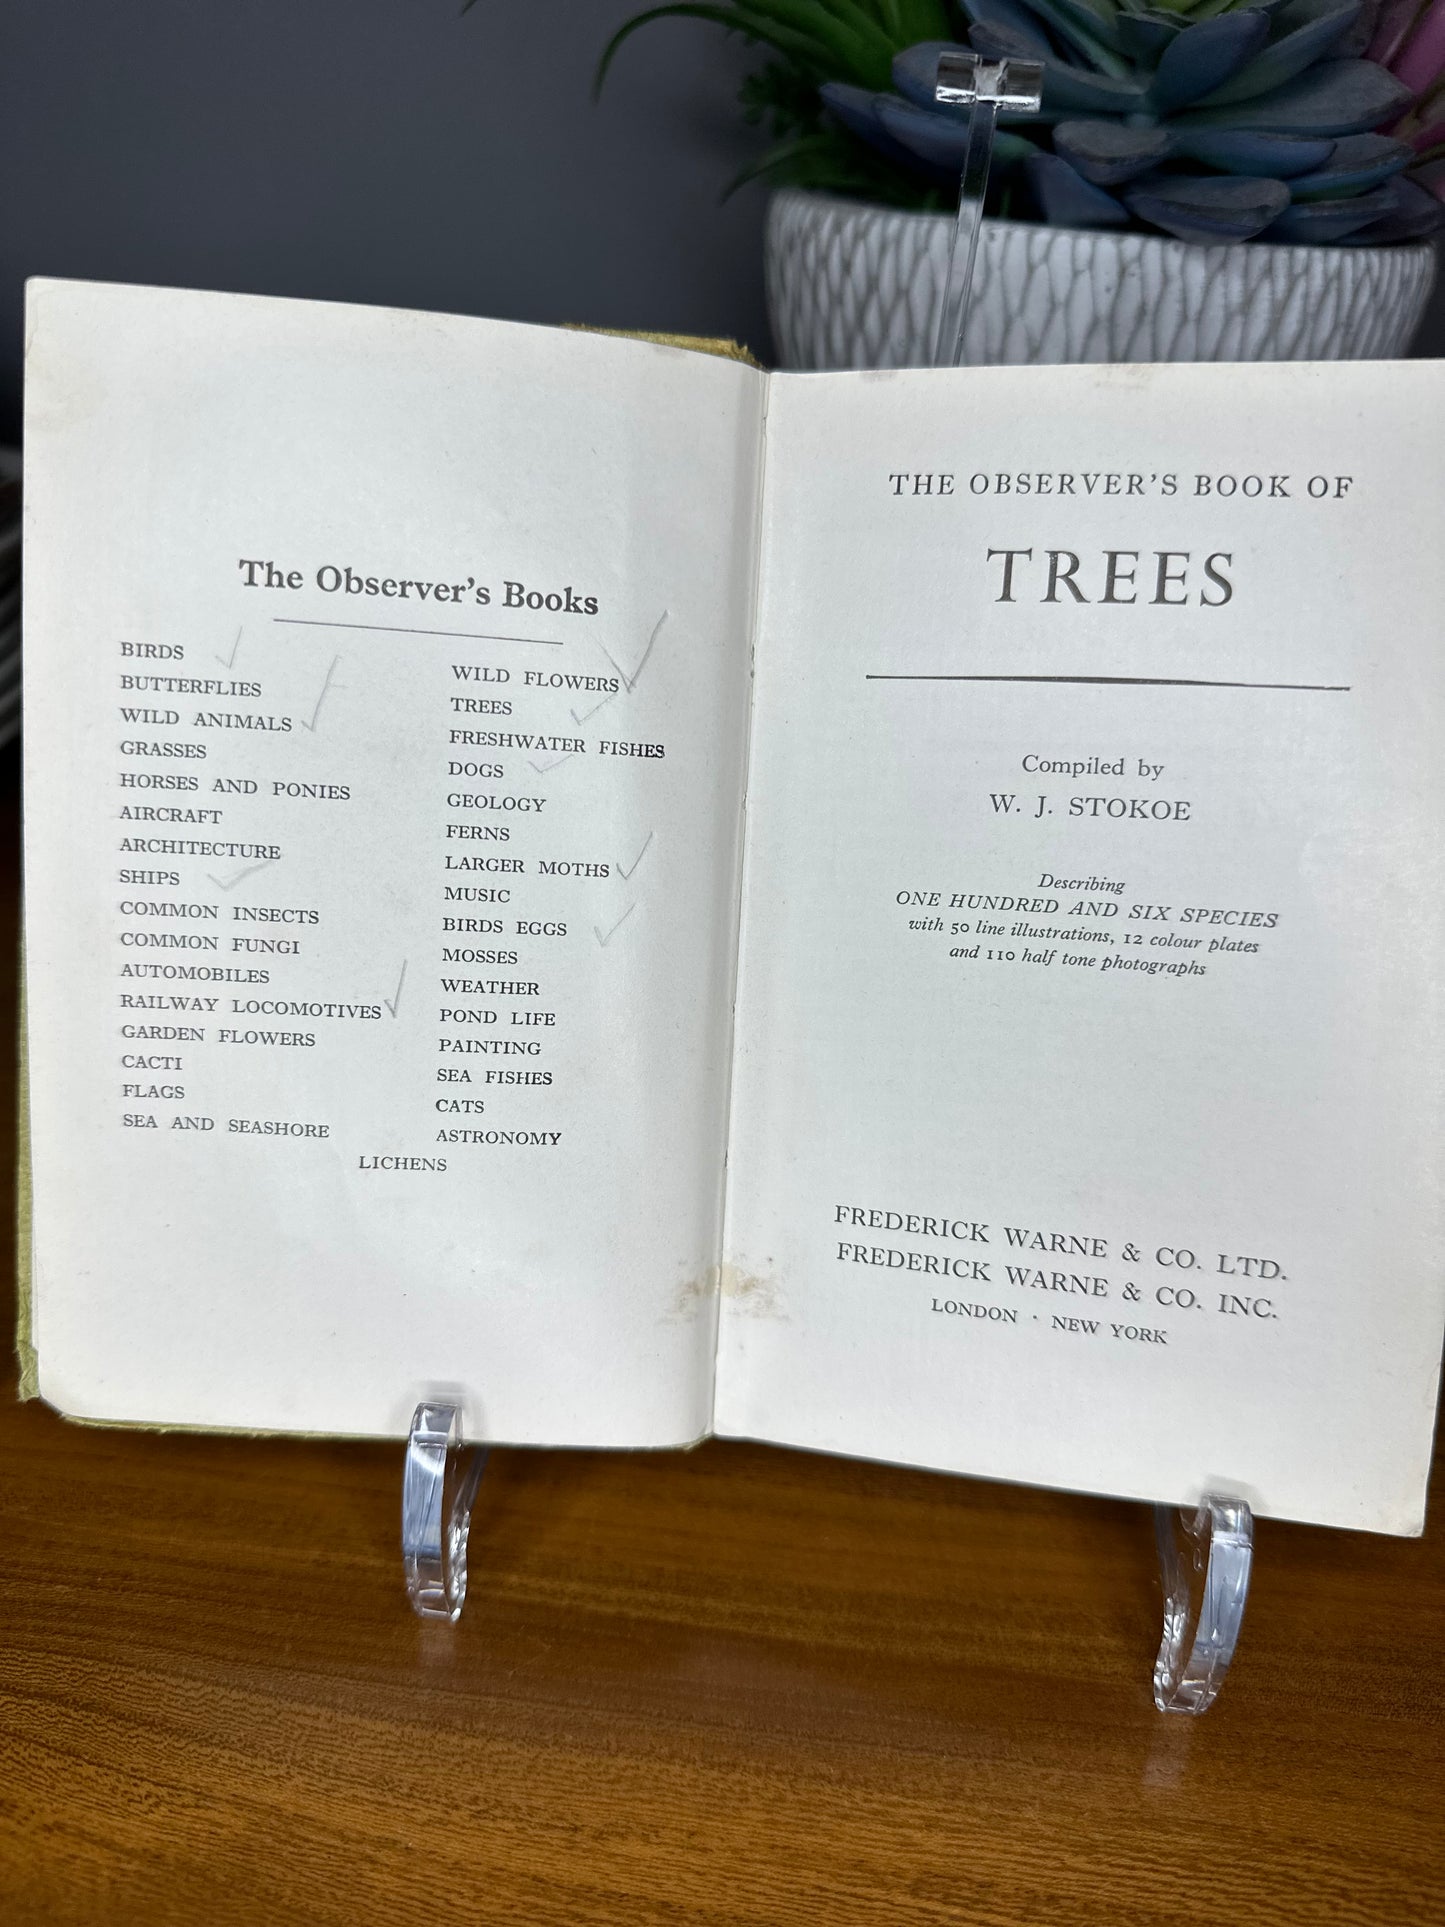 The Observer's Books
BIRDS
BUTTERFLIES
WILD ANIMALS
GRASSES
HORSES AND PONIES
AIRCRAFT
ARCHITECTURE
SHIPS
COMMON INSECTS
COMMON FUNGI
AUTOMOBILES
RAILWAY LOCOMOTIVES
GARDEN FLOWERS
CACTI
FLAGS
SEA AND SEASHORE
WILD FLOWERS
TREES
FRESHWATER FISHES
DOGS
GEOLOGY
FERNS
LARGER MOTHS
MUSIC
BIRDS EGGS
MOSSES
WEATHER
POND LIFE
PAINTING
SEA FISHES
CATS
ASTRONOMY
LICHENS
THE OBSERVER'S BOOK OF
TREES
Compiled by
W. J. STOKOE
Describing
ONE HUNDRED AND SIX SPECIES
with 50 line illustrations, 12 colour plates
and 110 half tone photographs
FREDERICK WARNE & CO. LTD.
FREDERICK WARNE & CO. INC.
LONDON · NEW YORK